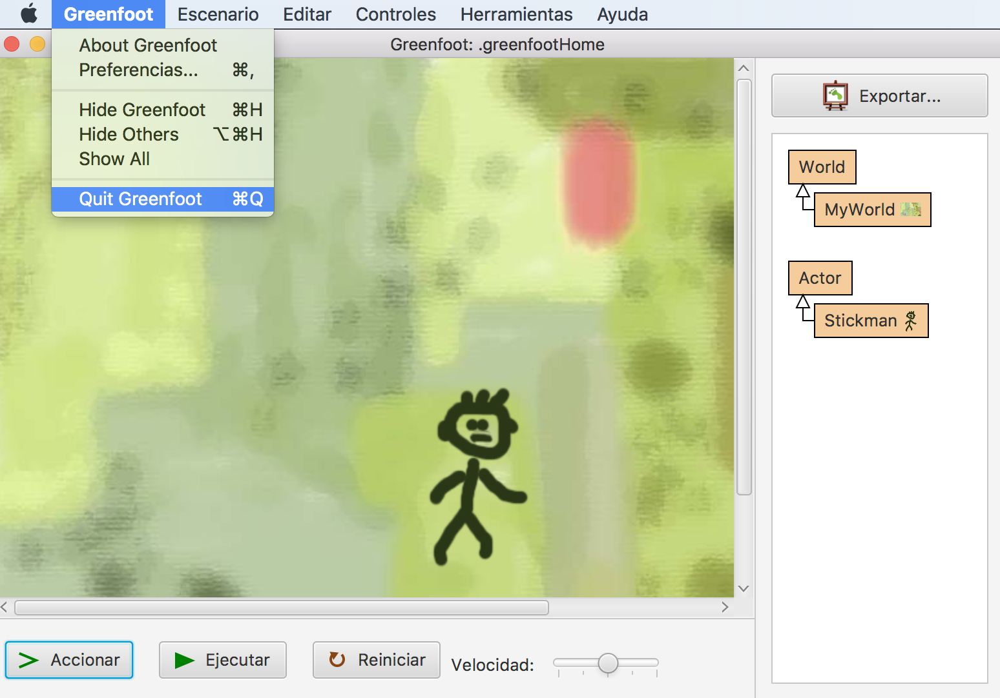 Greenfoot Escenario Editar Controles Herramientas Ayuda
Greenfoot: .greenfootHome
About Greenfoot
Preferencias... ⌘,
Hide Greenfoot ⌘H
Hide Others ⌥⌘H
Show All
Quit Greenfoot ⌘Q
Exportar...
World
MyWorld
Actor
Stickman
Accionar Ejecutar Reiniciar Velocidad: